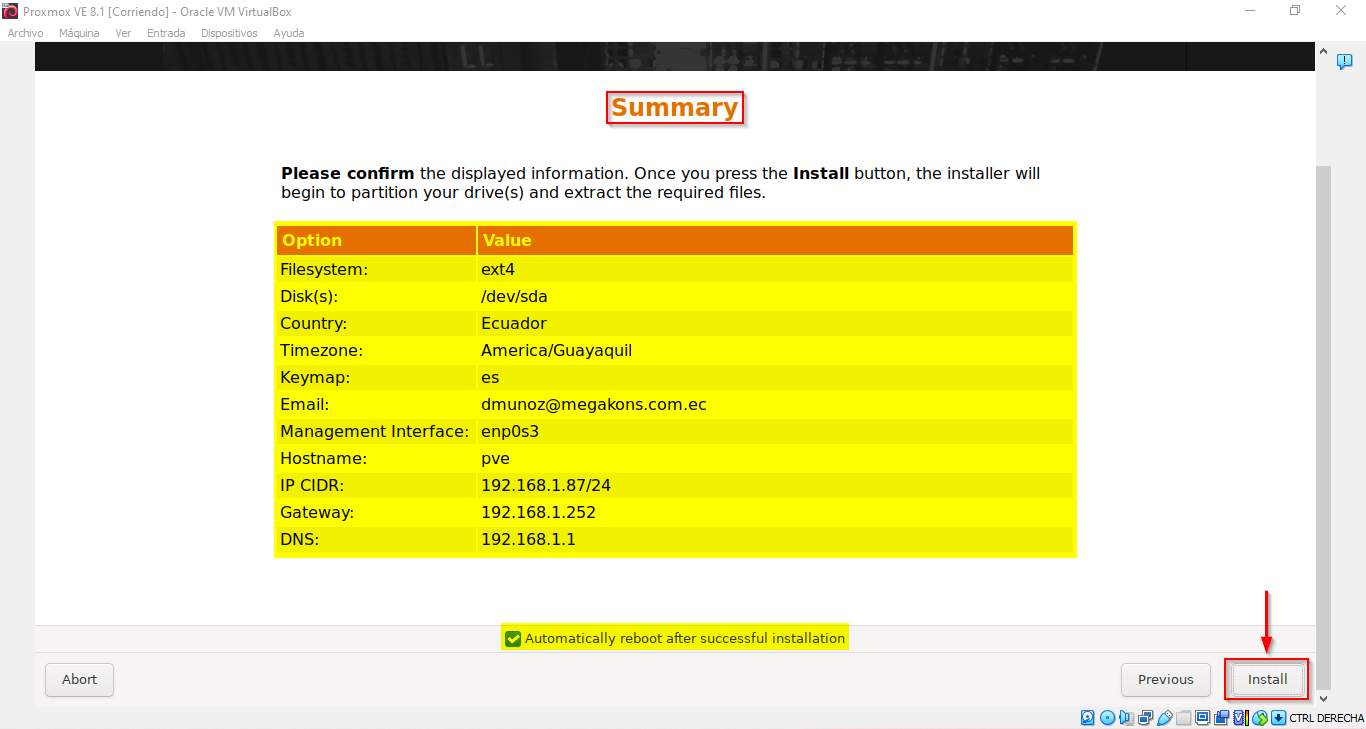 Proxmox VE 8.1 [Corriendo] - Oracle VM VirtualBox
Archivo Máquina Ver Entrada Dispositivos Ayuda
Summary
Please confirm the displayed information. Once you press the Install button, the installer will
begin to partition your drive(s) and extract the required files.
Option Value
Filesystem: ext4
Disk(s): /dev/sda
Country: Ecuador
Timezone: America/Guayaquil
Keymap: es
Email: dmunoz@megakons.com.ec
Management Interface: enp0s3
Hostname: pve
IP CIDR: 192.168.1.87/24
Gateway: 192.168.1.252
DNS: 192.168.1.1
Automatically reboot after successful installation
Abort Previous Install
CTRL DERECHA